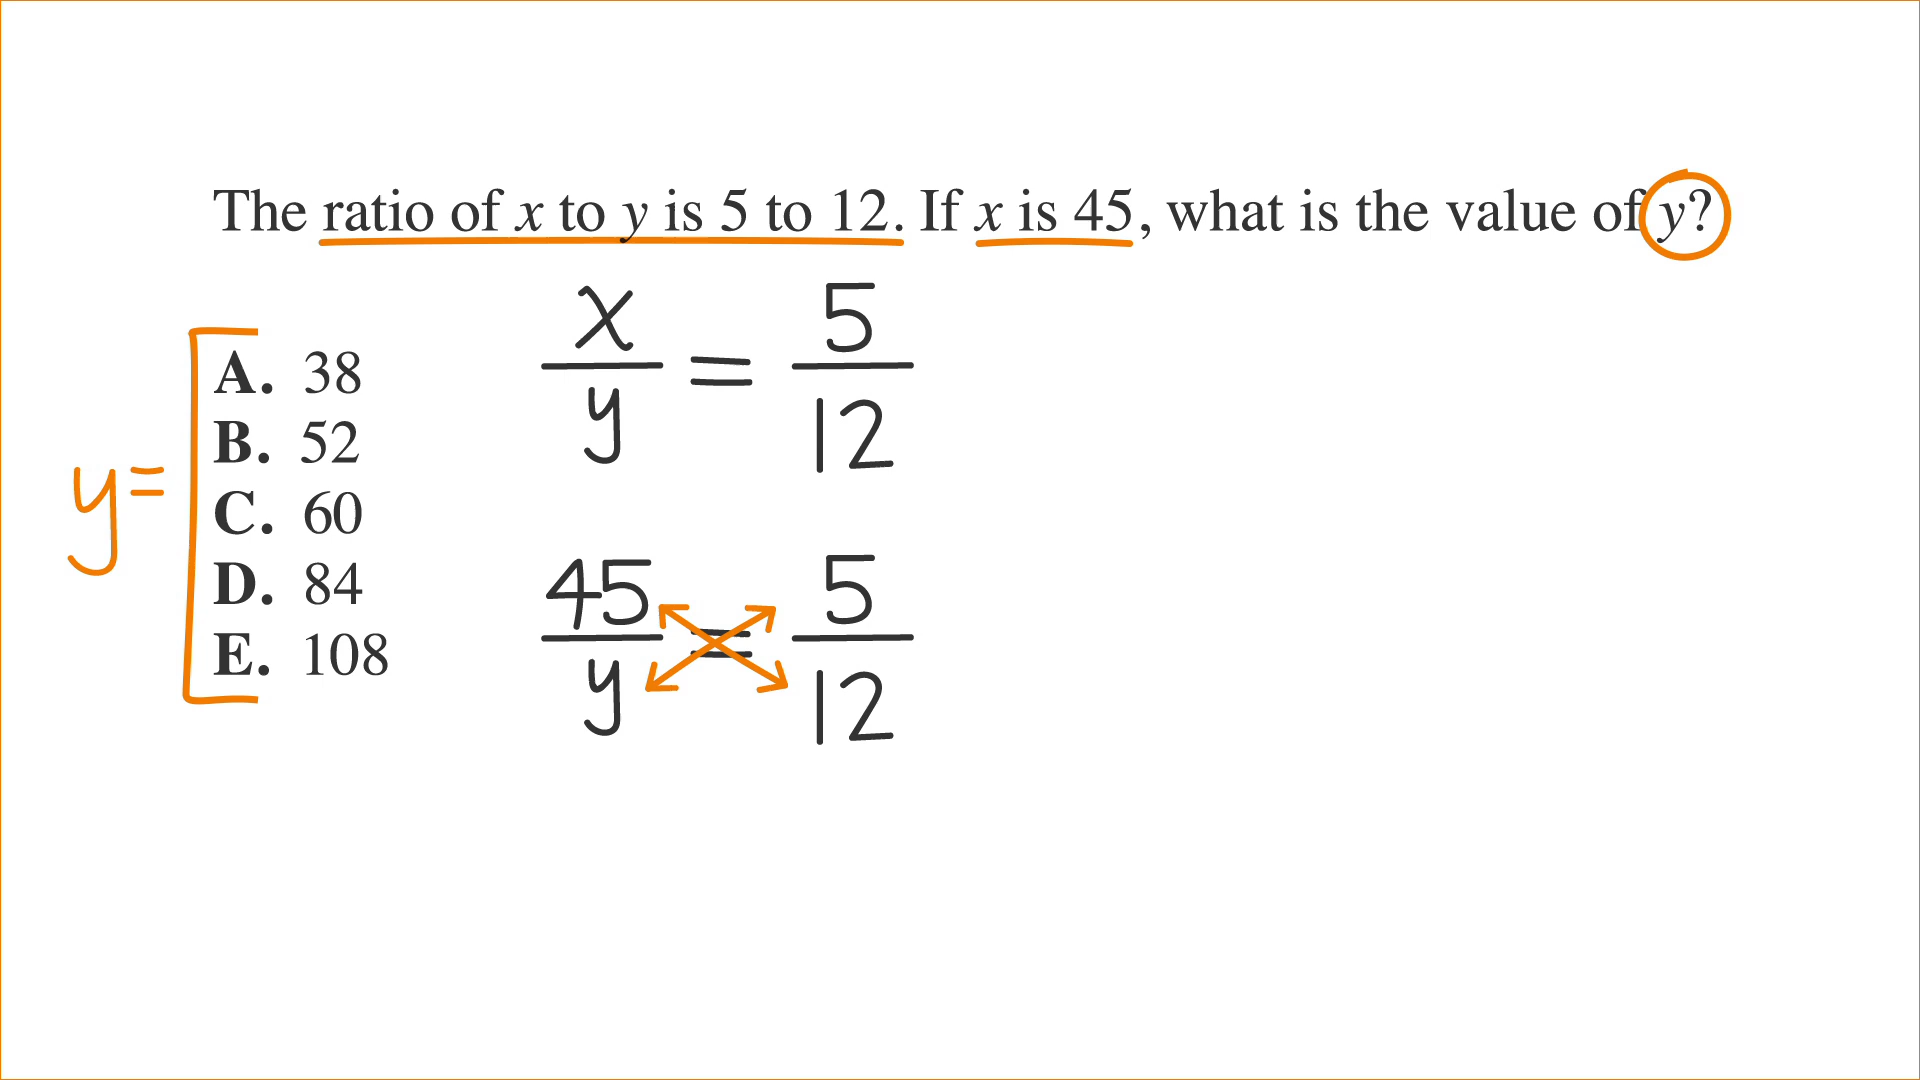 The ratio of x to y is 5 to 12. If x is 45, what is the value of y?
y=
A. 38
B. 52
C. 60
D. 84
E. 108
x/y = 5/12
45/y = 5/12